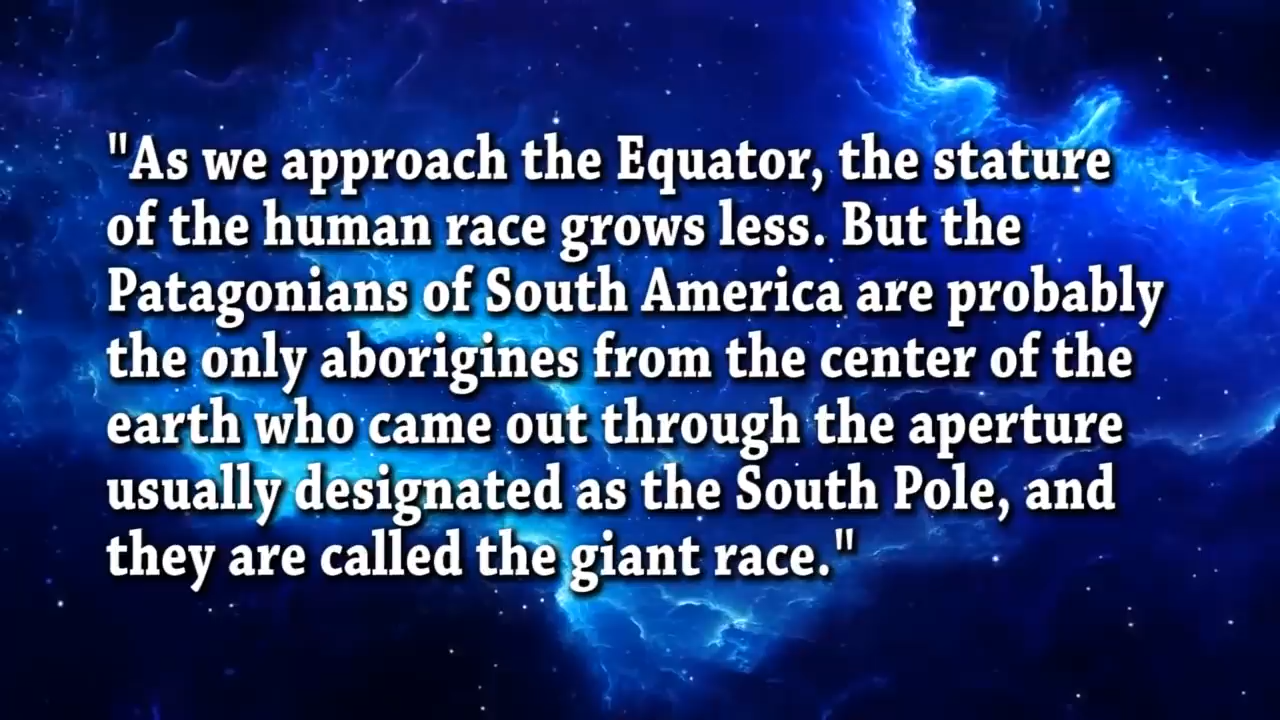 "As we approach the Equator, the stature
of the human race grows less. But the
Patagonians of South America are probably
the only aborigines from the center of the
earth who came out through the aperture
usually designated as the South Pole, and
they are called the giant race."